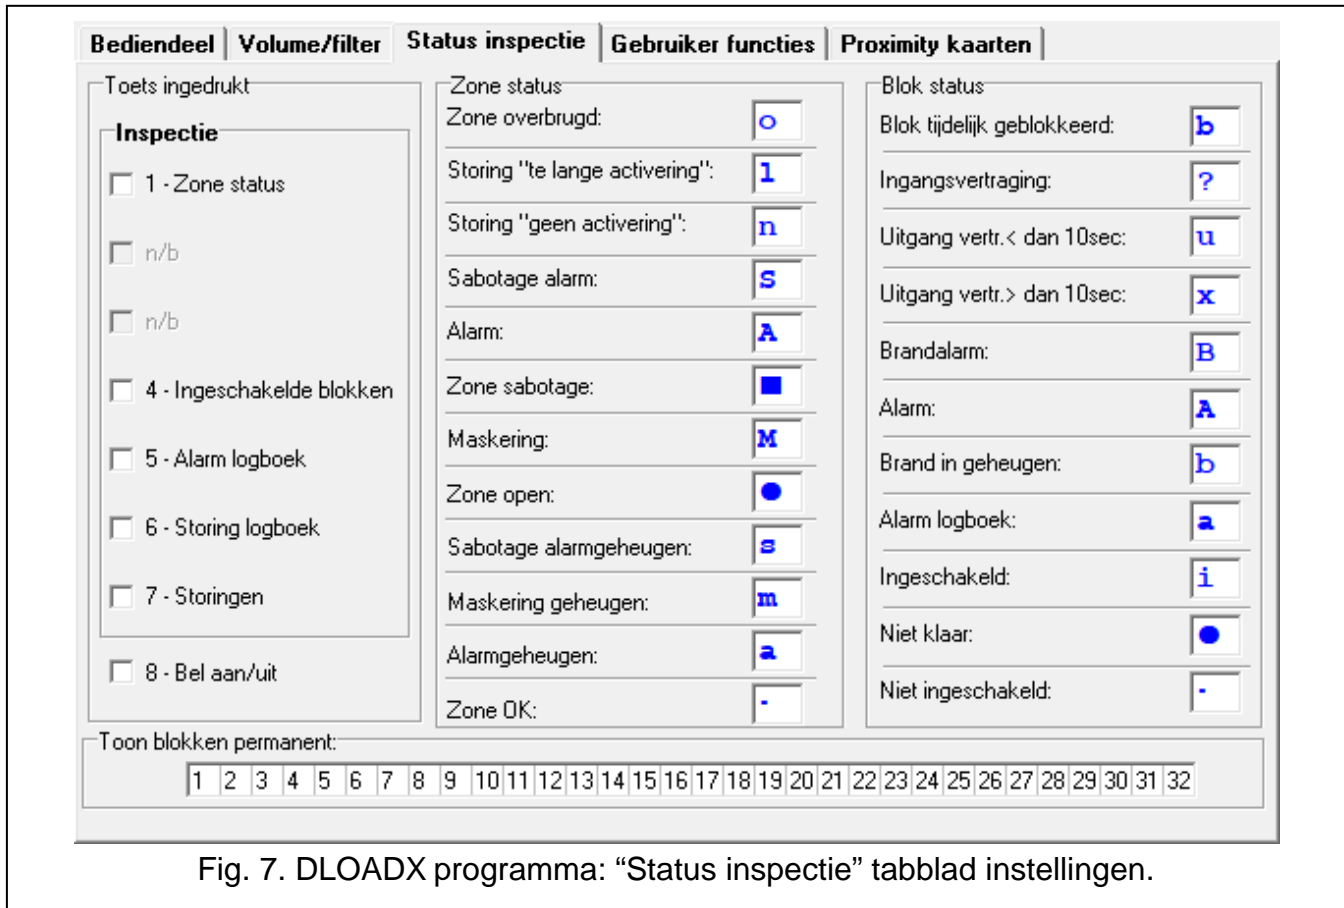 Bediendeel Volume/filter Status inspectie Gebruiker functies Proximity kaarten
Toets ingedrukt
Inspectie
1 - Zone status
n/b
n/b
4 - Ingeschakelde blokken
5 - Alarm logboek
6 - Storing logboek
7 - Storingen
8 - Bel aan/uit
Zone status
Zone overbrugd: o
Storing "te lange activering": l
Storing "geen activering": n
Sabotage alarm: S
Alarm: A
Zone sabotage: ■
Maskering: M
Zone open: ●
Sabotage alarmgeheugen: s
Maskering geheugen: m
Alarmgeheugen: a
Zone OK: -
Blok status
Blok tijdelijk geblokkeerd: b
Ingangsvertraging: ?
Uitgang vertr.< dan 10sec: u
Uitgang vertr.> dan 10sec: x
Brandalarm: B
Alarm: A
Brand in geheugen: b
Alarm logboek: a
Ingeschakeld: i
Niet klaar: ●
Niet ingeschakeld: -
Toon blokken permanent:
1 2 3 4 5 6 7 8 9 10 11 12 13 14 15 16 17 18 19 20 21 22 23 24 25 26 27 28 29 30 31 32
Fig. 7. DLOADX programma: “Status inspectie” tabblad instellingen.